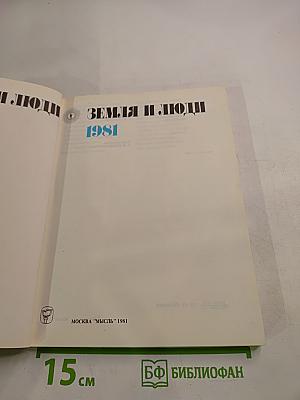 И ЛЮДИ
ЗЕМЛЯ И ЛЮДИ
1981
МОСКВА "МЫСЛЬ" 1981
15 см
БФ БИБЛИОФАН